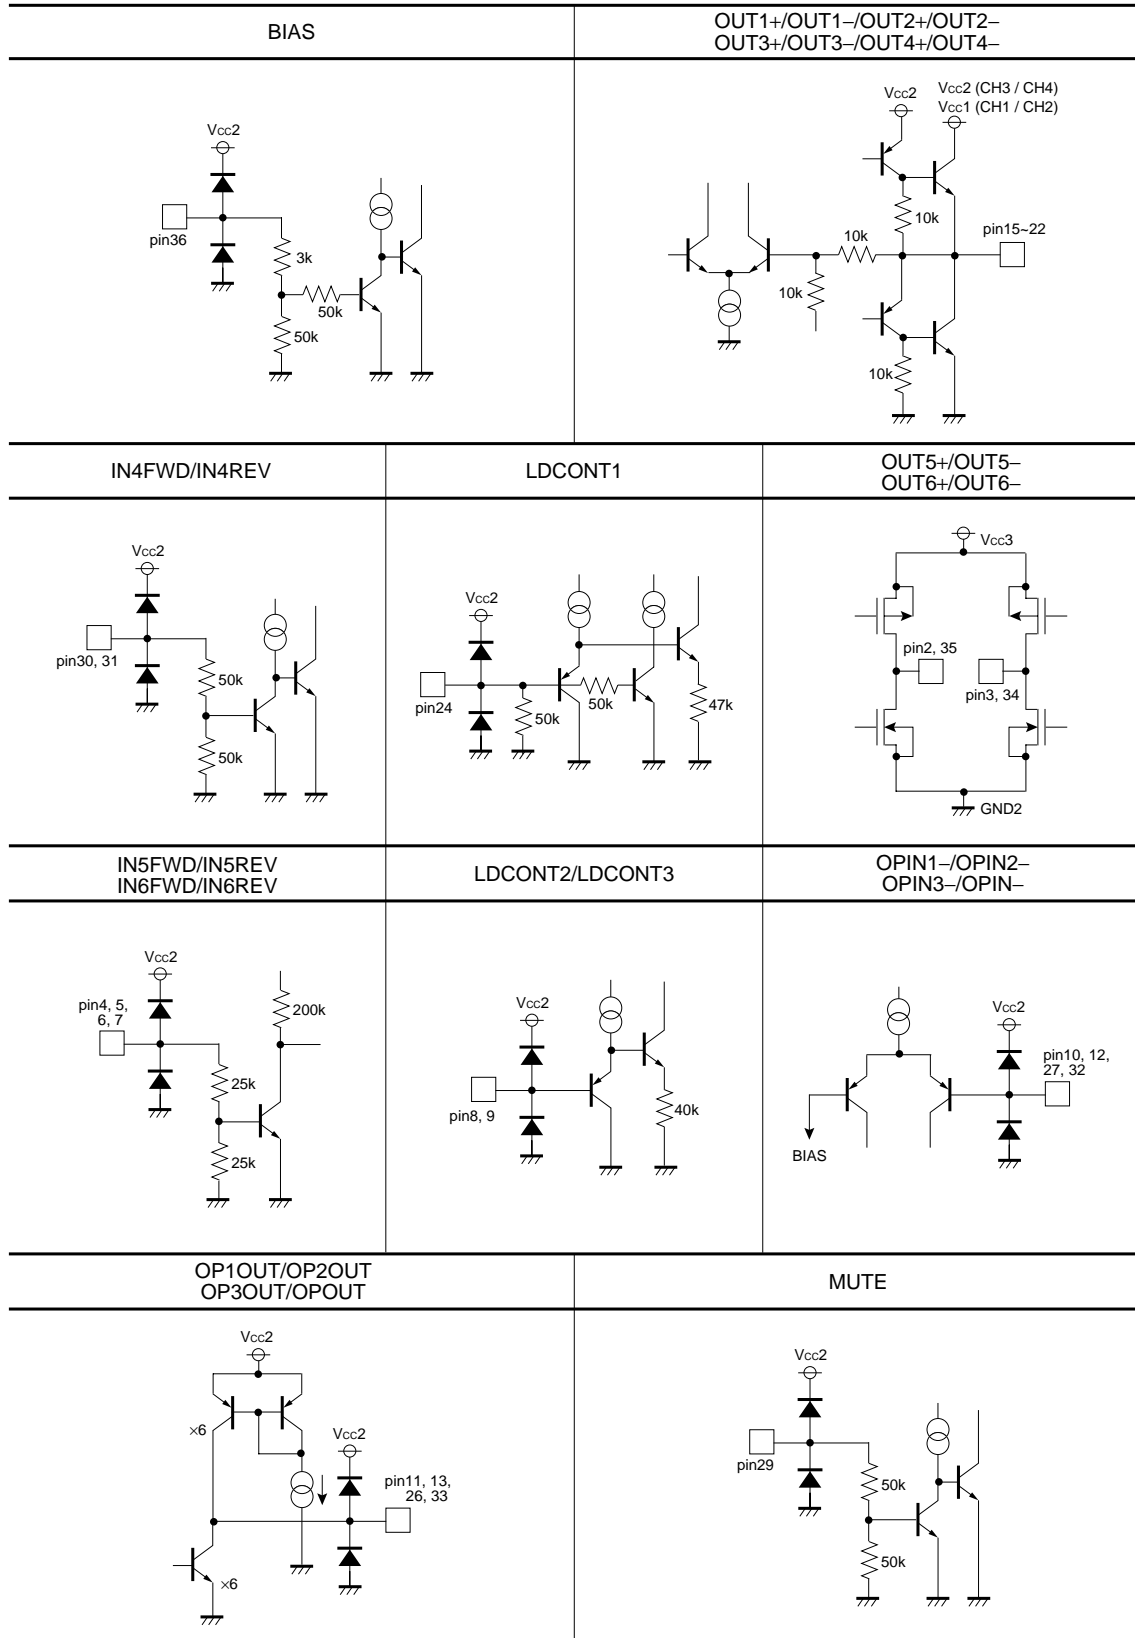 BIAS
OUT1+/OUT1−/OUT2+/OUT2−
OUT3+/OUT3−/OUT4+/OUT4−
Vcc2
pin36
3k
50k
50k
Vcc2
Vcc2 (CH3 / CH4)
Vcc1 (CH1 / CH2)
10k
10k
pin15~22
10k
10k
IN4FWD/IN4REV
LDCONT1
OUT5+/OUT5−
OUT6+/OUT6−
Vcc2
pin30, 31
50k
50k
Vcc2
pin24
50k
50k
47k
Vcc3
pin2, 35
pin3, 34
GND2
IN5FWD/IN5REV
IN6FWD/IN6REV
LDCONT2/LDCONT3
OPIN1−/OPIN2−
OPIN3−/OPIN−
Vcc2
pin4, 5,
6, 7
200k
25k
25k
Vcc2
pin8, 9
40k
Vcc2
pin10, 12,
27, 32
BIAS
OP1OUT/OP2OUT
OP3OUT/OPOUT
MUTE
Vcc2
×6
Vcc2
pin11, 13,
26, 33
×6
Vcc2
pin29
50k
50k